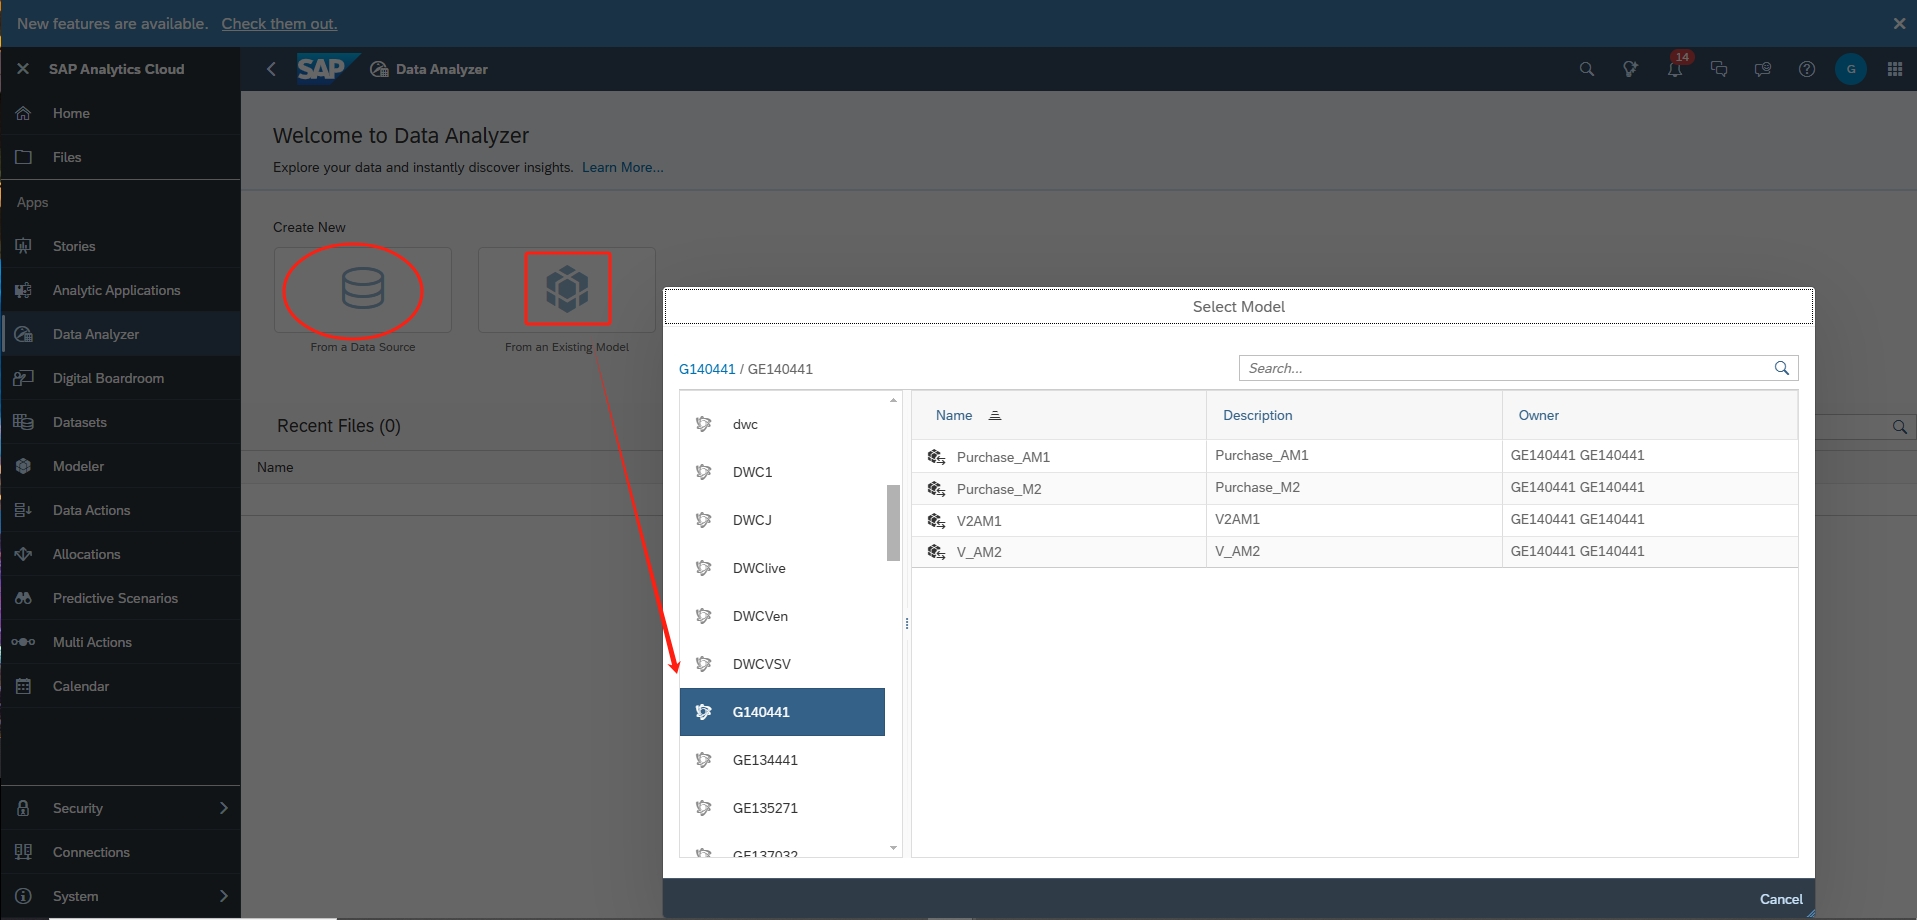 New features are available. Check them out.
SAP Analytics Cloud
SAP Data Analyzer
14
G
Home
Files
Apps
Stories
Analytic Applications
Data Analyzer
Digital Boardroom
Datasets
Modeler
Data Actions
Allocations
Predictive Scenarios
Multi Actions
Calendar
Security
Connections
System
Welcome to Data Analyzer
Explore your data and instantly discover insights. Learn More...
Create New
From a Data Source
From an Existing Model
Recent Files (0)
Name
Select Model
G140441 / GE140441
Search...
dwc
DWC1
DWCJ
DWClive
DWCVen
DWCVSV
G140441
GE134441
GE135271
GE137032
Name Description Owner
Purchase_AM1 Purchase_AM1 GE140441 GE140441
Purchase_M2 Purchase_M2 GE140441 GE140441
V2AM1 V2AM1 GE140441 GE140441
V_AM2 V_AM2 GE140441 GE140441
Cancel